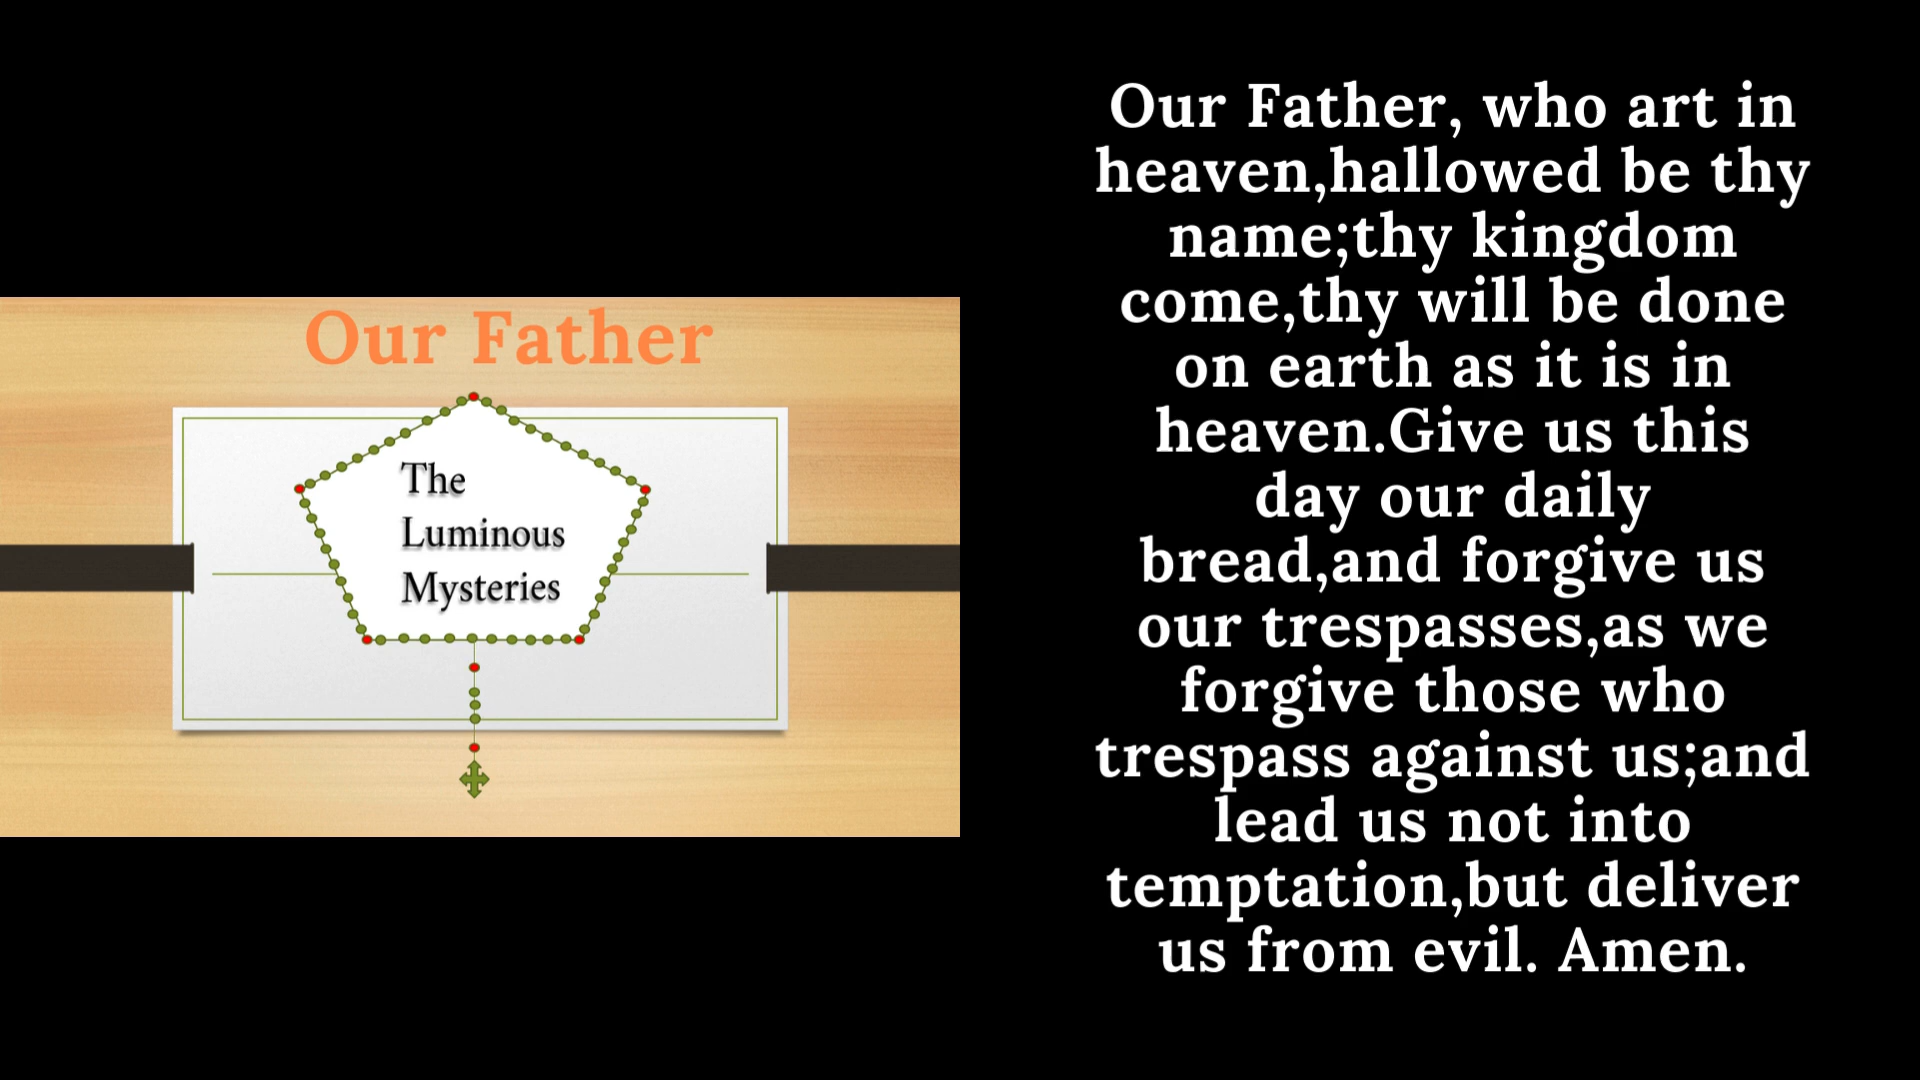 Our Father
The
Luminous
Mysteries
Our Father, who art in
heaven,hallowed be thy
name;thy kingdom
come,thy will be done
on earth as it is in
heaven.Give us this
day our daily
bread,and forgive us
our trespasses,as we
forgive those who
trespass against us;and
lead us not into
temptation,but deliver
us from evil. Amen.